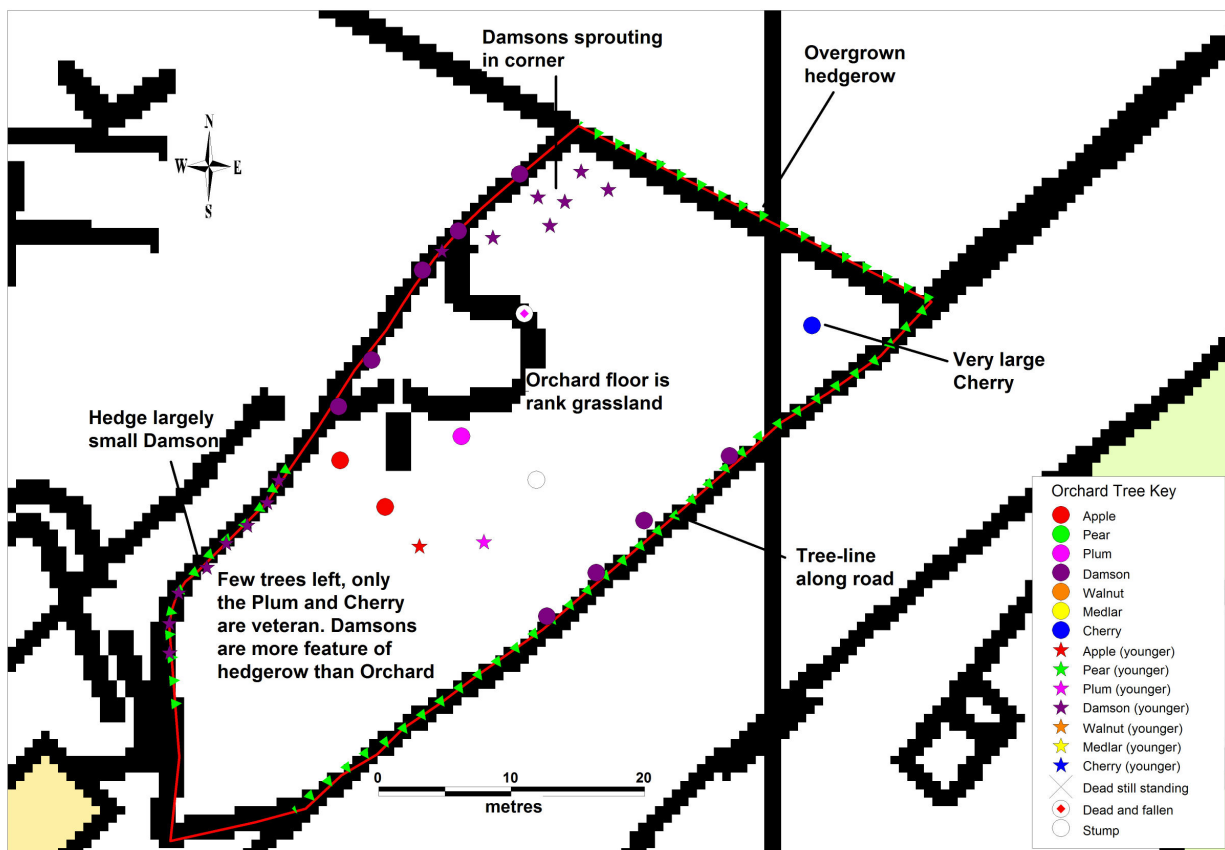 Damsons sprouting
in corner
Overgrown
hedgerow
N
W E
S
Very large
Cherry
Orchard floor is
rank grassland
Hedge largely
small Damson
Tree-line
along road
Few trees left, only
the Plum and Cherry
are veteran. Damsons
are more feature of
hedgerow than Orchard
0 10 20
metres
Orchard Tree Key
Apple
Pear
Plum
Damson
Walnut
Medlar
Cherry
Apple (younger)
Pear (younger)
Plum (younger)
Damson (younger)
Walnut (younger)
Medlar (younger)
Cherry (younger)
Dead still standing
Dead and fallen
Stump